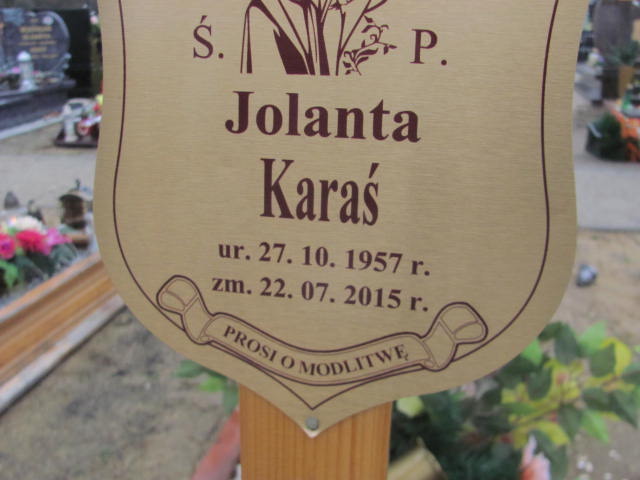 Ś. P.
Jolanta
Karaś
ur. 27. 10. 1957 r.
zm. 22. 07. 2015 r.
PROSI O MODLITWĘ